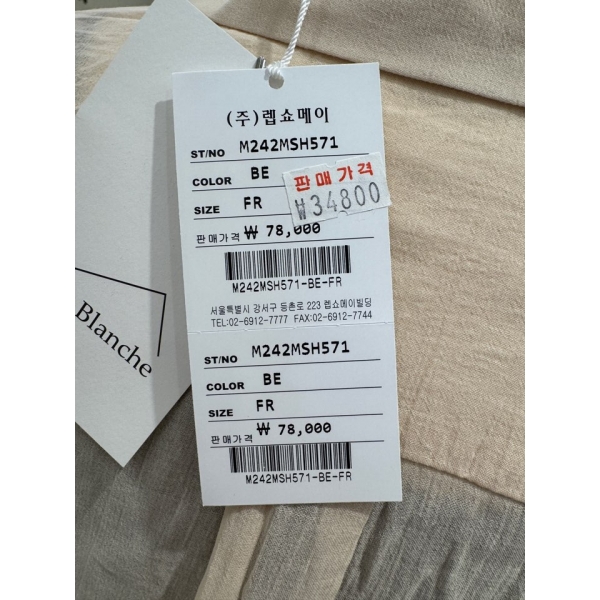 (주)렙쇼메이
ST/NO M242MSH571
COLOR BE
SIZE FR
판매가격
₩34800
판매가격 ₩ 78,000
M242MSH571-BE-FR
서울특별시 강서구 등촌로 223 렙쇼메이빌딩
TEL:02-6912-7777 FAX:02-6912-7744
ST/NO M242MSH571
COLOR BE
SIZE FR
판매가격 ₩ 78,000
M242MSH571-BE-FR
Blanche